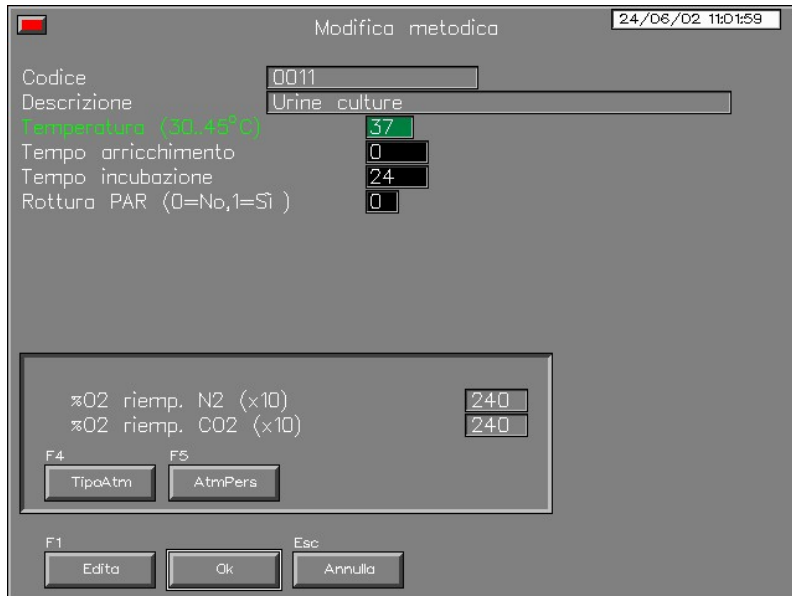 Modifica metodica
24/06/02 11:01:59
Codice 0011
Descrizione Urine culture
Temperatura (30..45°C) 37
Tempo arricchimento 0
Tempo incubazione 24
Rottura PAR (0=No,1=Sì ) 0
%O2 riemp. N2 (x10) 240
%O2 riemp. CO2 (x10) 240
F4 F5
TipoAtm AtmPers
F1 Esc
Edita Ok Annulla